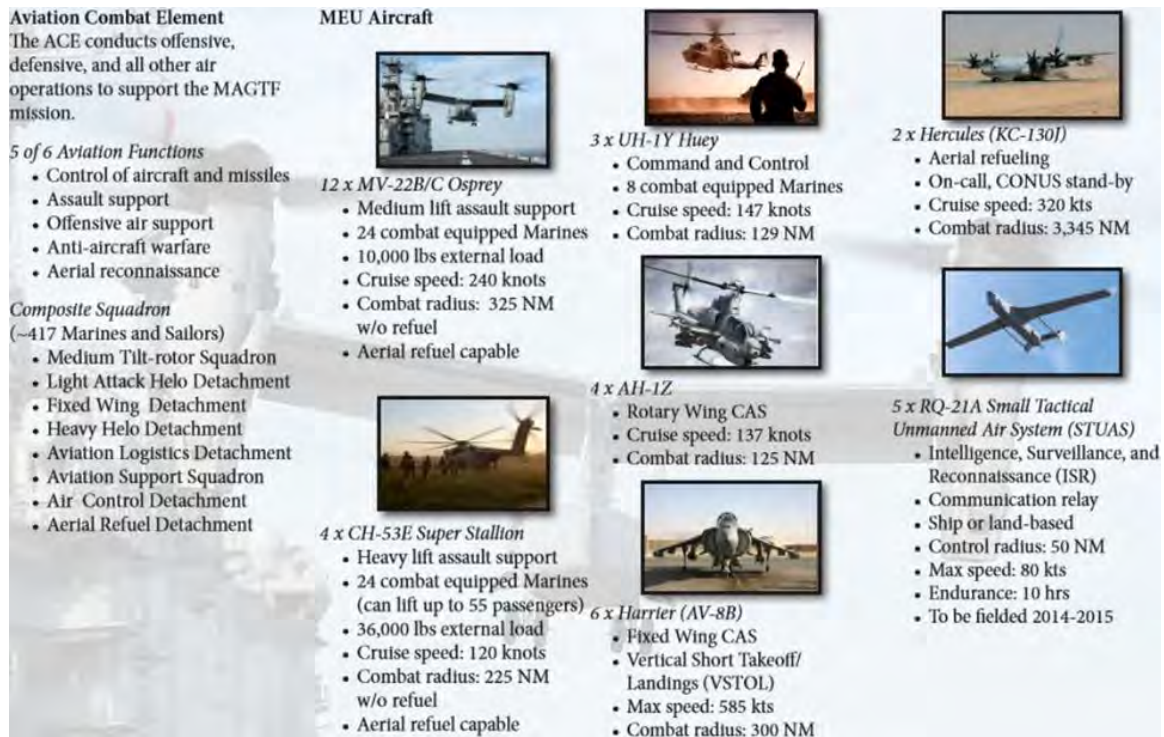 Aviation Combat Element
The ACE conducts offensive,
defensive, and all other air
operations to support the MAGTF
mission.
5 of 6 Aviation Functions
• Control of aircraft and missiles
• Assault support
• Offensive air support
• Anti-aircraft warfare
• Aerial reconnaissance
Composite Squadron
(~417 Marines and Sailors)
• Medium Tilt-rotor Squadron
• Light Attack Helo Detachment
• Fixed Wing Detachment
• Heavy Helo Detachment
• Aviation Logistics Detachment
• Aviation Support Squadron
• Air Control Detachment
• Aerial Refuel Detachment
MEU Aircraft
12 x MV-22B/C Osprey
• Medium lift assault support
• 24 combat equipped Marines
• 10,000 lbs external load
• Cruise speed: 240 knots
• Combat radius: 325 NM
w/o refuel
• Aerial refuel capable
4 x CH-53E Super Stallion
• Heavy lift assault support
• 24 combat equipped Marines
(can lift up to 55 passengers)
• 36,000 lbs external load
• Cruise speed: 120 knots
• Combat radius: 225 NM
w/o refuel
• Aerial refuel capable
3 x UH-1Y Huey
• Command and Control
• 8 combat equipped Marines
• Cruise speed: 147 knots
• Combat radius: 129 NM
4 x AH-1Z
• Rotary Wing CAS
• Cruise speed: 137 knots
• Combat radius: 125 NM
6 x Harrier (AV-8B)
• Fixed Wing CAS
• Vertical Short Takeoff/
Landings (VSTOL)
• Max speed: 585 kts
• Combat radius: 300 NM
2 x Hercules (KC-130J)
• Aerial refueling
• On-call, CONUS stand-by
• Cruise speed: 320 kts
• Combat radius: 3,345 NM
5 x RQ-21A Small Tactical
Unmanned Air System (STUAS)
• Intelligence, Surveillance, and
Reconnaissance (ISR)
• Communication relay
• Ship or land-based
• Control radius: 50 NM
• Max speed: 80 kts
• Endurance: 10 hrs
• To be fielded 2014-2015